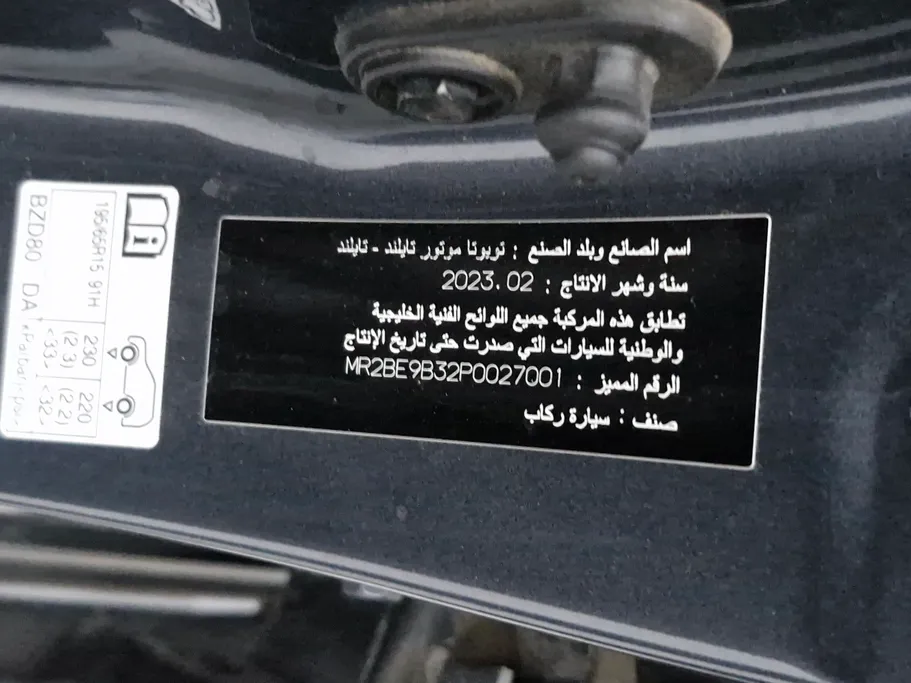 اسم الصانع وبلد الصنع : تويوتا موتور تايلند - تايلند
سنة وشهر الانتاج : 2023.02
تطابق هذه المركبة جميع اللوائح الفنية الخليجية
والوطنية للسيارات التي صدرت حتى تاريخ الإنتاج
الرقم المميز : MR2BE9B32P0027001
صنف : سيارة ركاب
195/65R15 91H
230 220
(2.3) (2.2)
<33> <32>
BZD80 DA